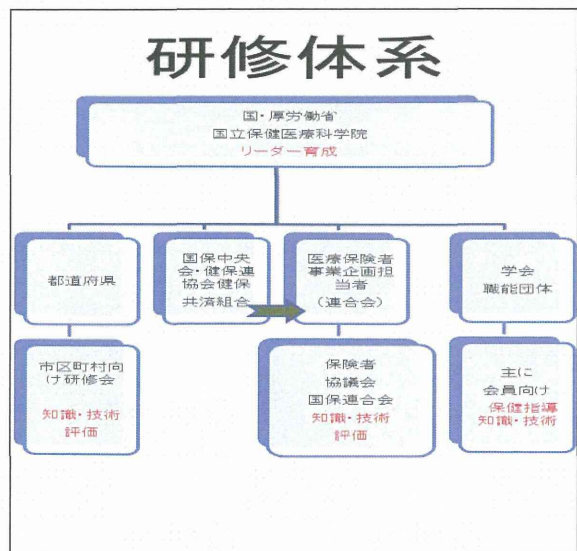 研修体系
国・厚労働省
国立保健医療科学院
リーダー育成
都道府県
国保中央
会・健保連
協会健保
共済組合
医療保険者
事業企画担
当者
(連合会)
学会
職能団体
市区町村向
け研修会
知識・技術
評価
保険者
協議会
国保連合会
知識・技術
評価
主に
会員向け
保健指導
知識・技術